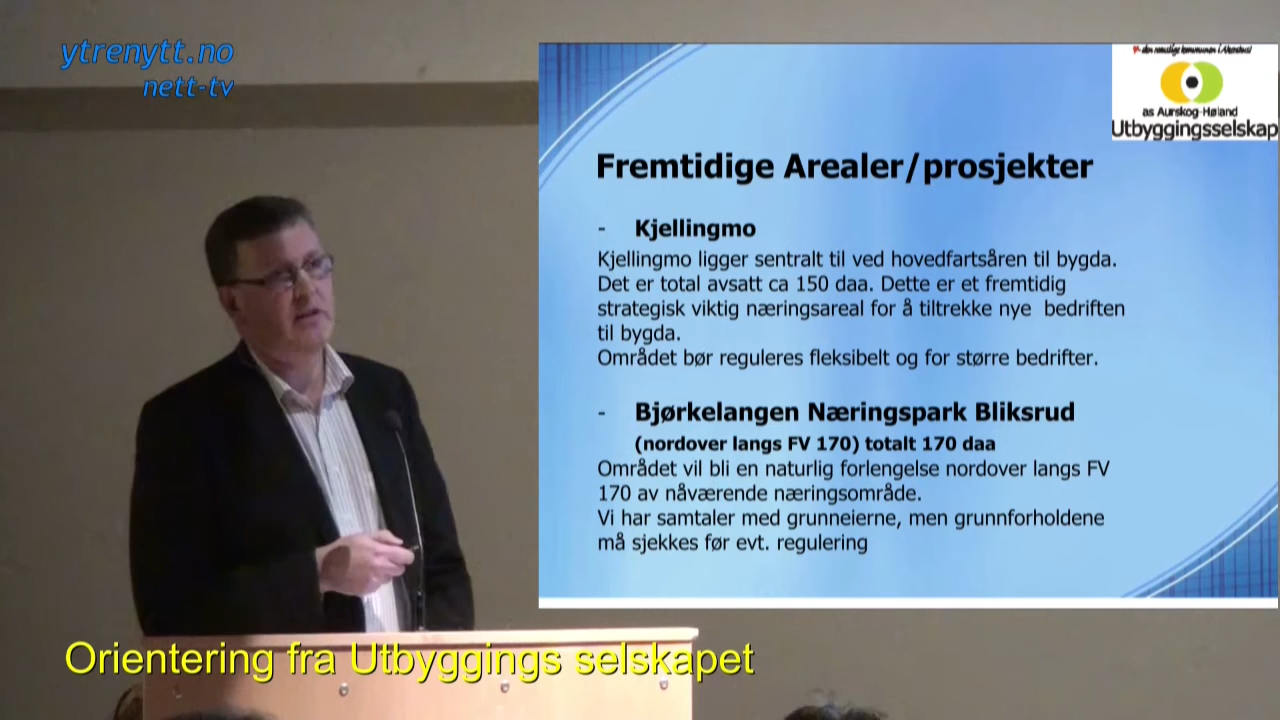 ytrenytt.no
nett-tv
den naturlige kommunen i Akershus!
as Aurskog-Høland
Utbyggingsselskap
Fremtidige Arealer/prosjekter
- Kjellingmo
Kjellingmo ligger sentralt til ved hovedfartsåren til bygda.
Det er total avsatt ca 150 daa. Dette er et fremtidig
strategisk viktig næringsareal for å tiltrekke nye bedriften
til bygda.
Området bør reguleres fleksibelt og for større bedrifter.
- Bjørkelangen Næringspark Bliksrud
(nordover langs FV 170) totalt 170 daa
Området vil bli en naturlig forlengelse nordover langs FV
170 av nåværende næringsområde.
Vi har samtaler med grunneierne, men grunnforholdene
må sjekkes før evt. regulering
Orientering fra Utbyggings selskapet